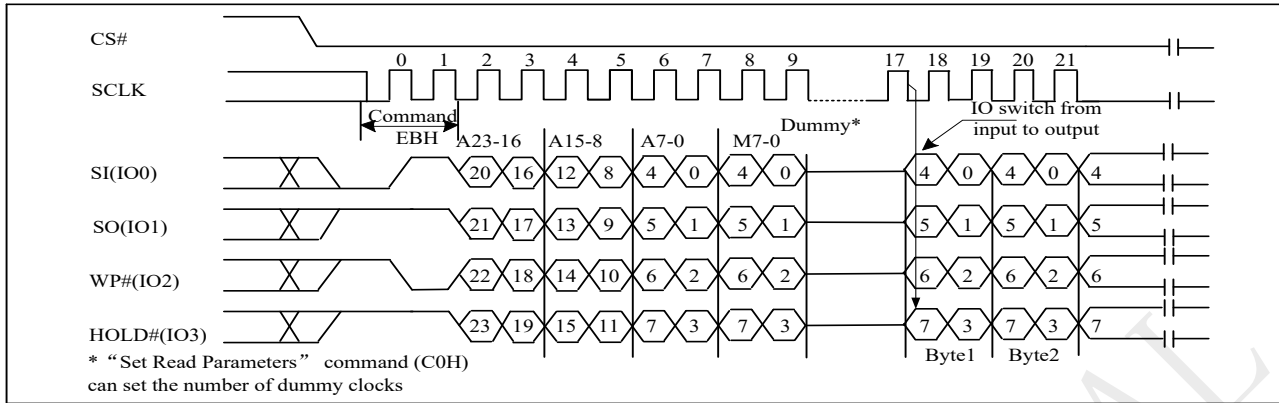 CS#
0 1 2 3 4 5 6 7 8 9 17 18 19 20 21
SCLK
Command
EBH
Dummy*
IO switch from
input to output
A23-16 A15-8 A7-0 M7-0
SI(IO0) 20 16 12 8 4 0 4 0 4 0 4 0 4
SO(IO1) 21 17 13 9 5 1 5 1 5 1 5 1 5
WP#(IO2) 22 18 14 10 6 2 6 2 6 2 6 2 6
HOLD#(IO3) 23 19 15 11 7 3 7 3 7 3 7 3 7
Byte1 Byte2
* “Set Read Parameters” command (C0H)
can set the number of dummy clocks